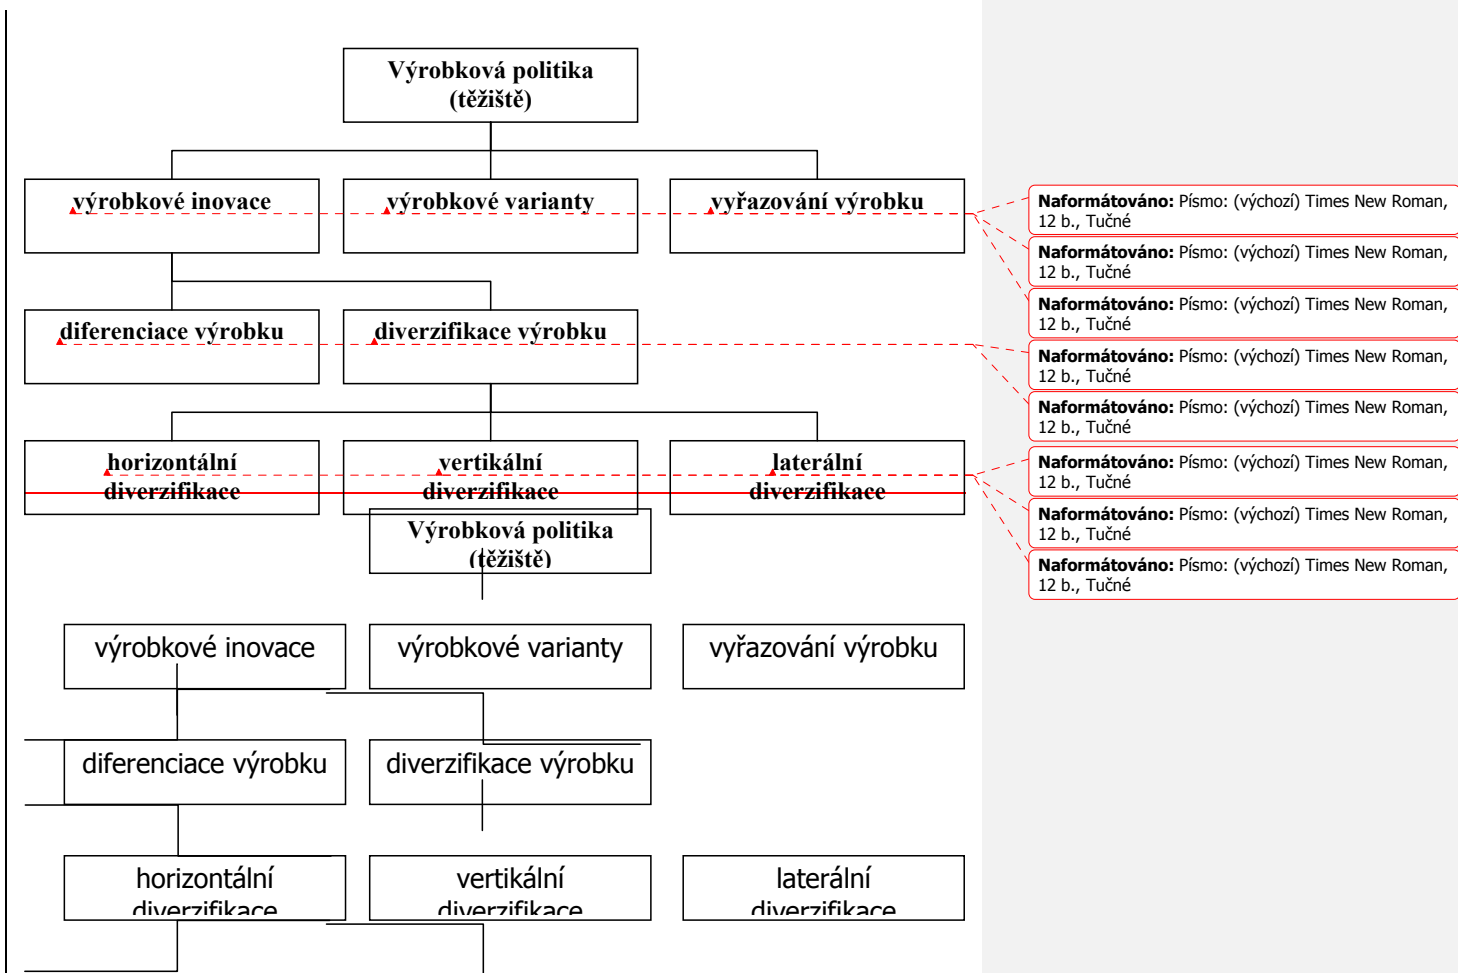 Výrobková politika
(těžiště)
výrobkové inovace
výrobkové varianty
vyřazování výrobku
diferenciace výrobku
diverzifikace výrobku
horizontální
diverzifikace
vertikální
diverzifikace
laterální
diverzifikace
Výrobková politika
(těžiště)
výrobkové inovace
výrobkové varianty
vyřazování výrobku
diferenciace výrobku
diverzifikace výrobku
horizontální
diverzifikace
vertikální
diverzifikace
laterální
diverzifikace
Naformátováno: Písmo: (výchozí) Times New Roman,
12 b., Tučné
Naformátováno: Písmo: (výchozí) Times New Roman,
12 b., Tučné
Naformátováno: Písmo: (výchozí) Times New Roman,
12 b., Tučné
Naformátováno: Písmo: (výchozí) Times New Roman,
12 b., Tučné
Naformátováno: Písmo: (výchozí) Times New Roman,
12 b., Tučné
Naformátováno: Písmo: (výchozí) Times New Roman,
12 b., Tučné
Naformátováno: Písmo: (výchozí) Times New Roman,
12 b., Tučné
Naformátováno: Písmo: (výchozí) Times New Roman,
12 b., Tučné